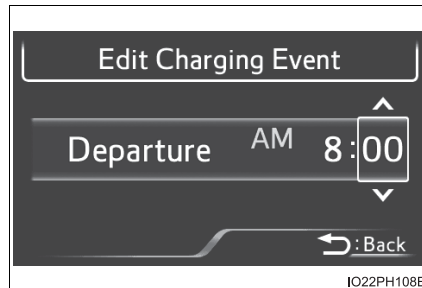 Edit Charging Event
Departure AM 8:00
:Back
IO22PH108E